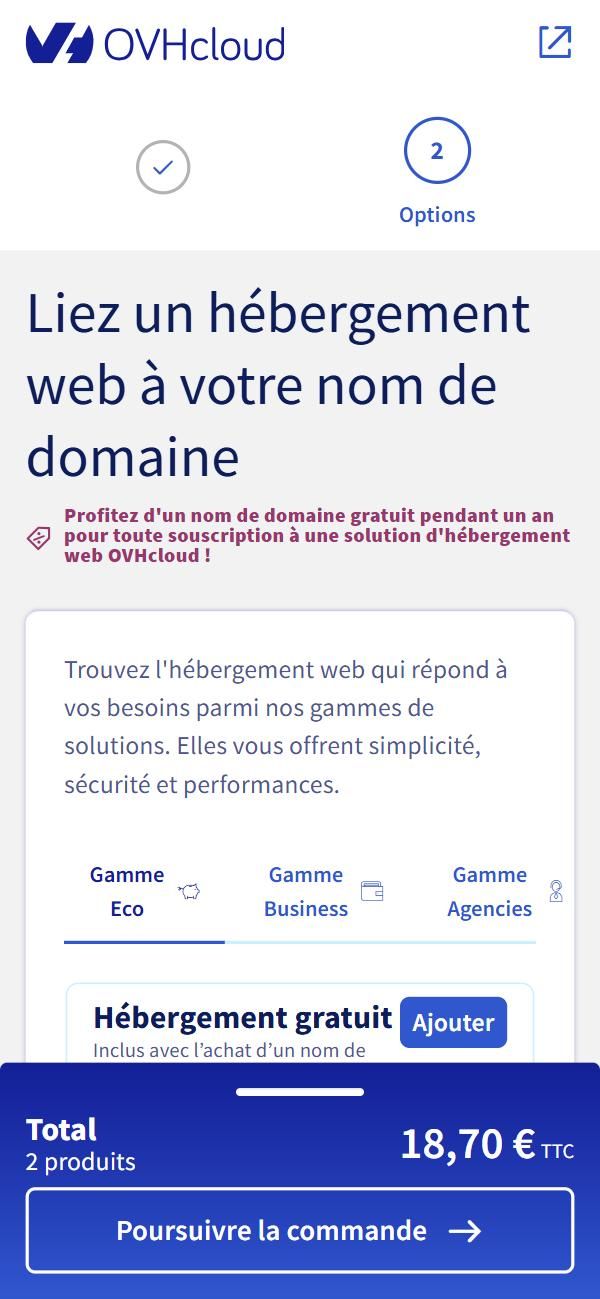 OVHcloud
2
Options
Liez un hébergement
web à votre nom de
domaine
Profitez d'un nom de domaine gratuit pendant un an
pour toute souscription à une solution d'hébergement
web OVHcloud !
Trouvez l'hébergement web qui répond à
vos besoins parmi nos gammes de
solutions. Elles vous offrent simplicité,
sécurité et performances.
Gamme
Eco
Gamme
Business
Gamme
Agencies
Hébergement gratuit
Ajouter
Inclus avec l’achat d’un nom de
Total
2 produits
18,70 € TTC
Poursuivre la commande